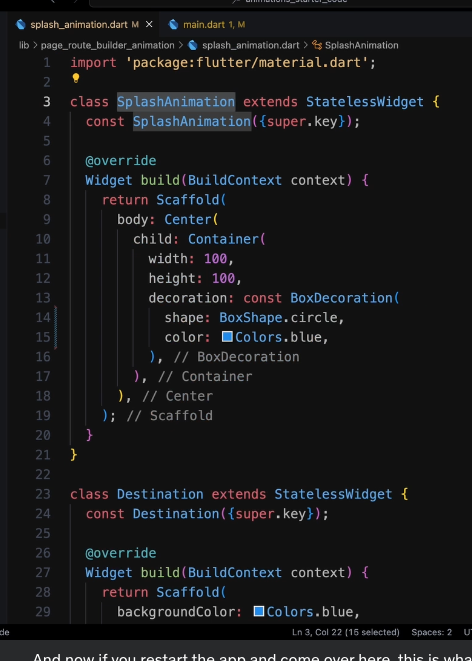 animations_starter_code
splash_animation.dart M × main.dart 1, M
lib > page_route_builder_animation > splash_animation.dart > SplashAnimation
1 import 'package:flutter/material.dart';
2
3 class SplashAnimation extends StatelessWidget {
4 const SplashAnimation({super.key});
5
6 @override
7 Widget build(BuildContext context) {
8 return Scaffold(
9 body: Center(
10 child: Container(
11 width: 100,
12 height: 100,
13 decoration: const BoxDecoration(
14 shape: BoxShape.circle,
15 color: Colors.blue,
16 ), // BoxDecoration
17 ), // Container
18 ), // Center
19 ); // Scaffold
20 }
21 }
22
23 class Destination extends StatelessWidget {
24 const Destination({super.key});
25
26 @override
27 Widget build(BuildContext context) {
28 return Scaffold(
29 backgroundColor: Colors.blue,
de Ln 3, Col 22 (15 selected) Spaces: 2 UT
And now if you restart the app and come over here, this is wha